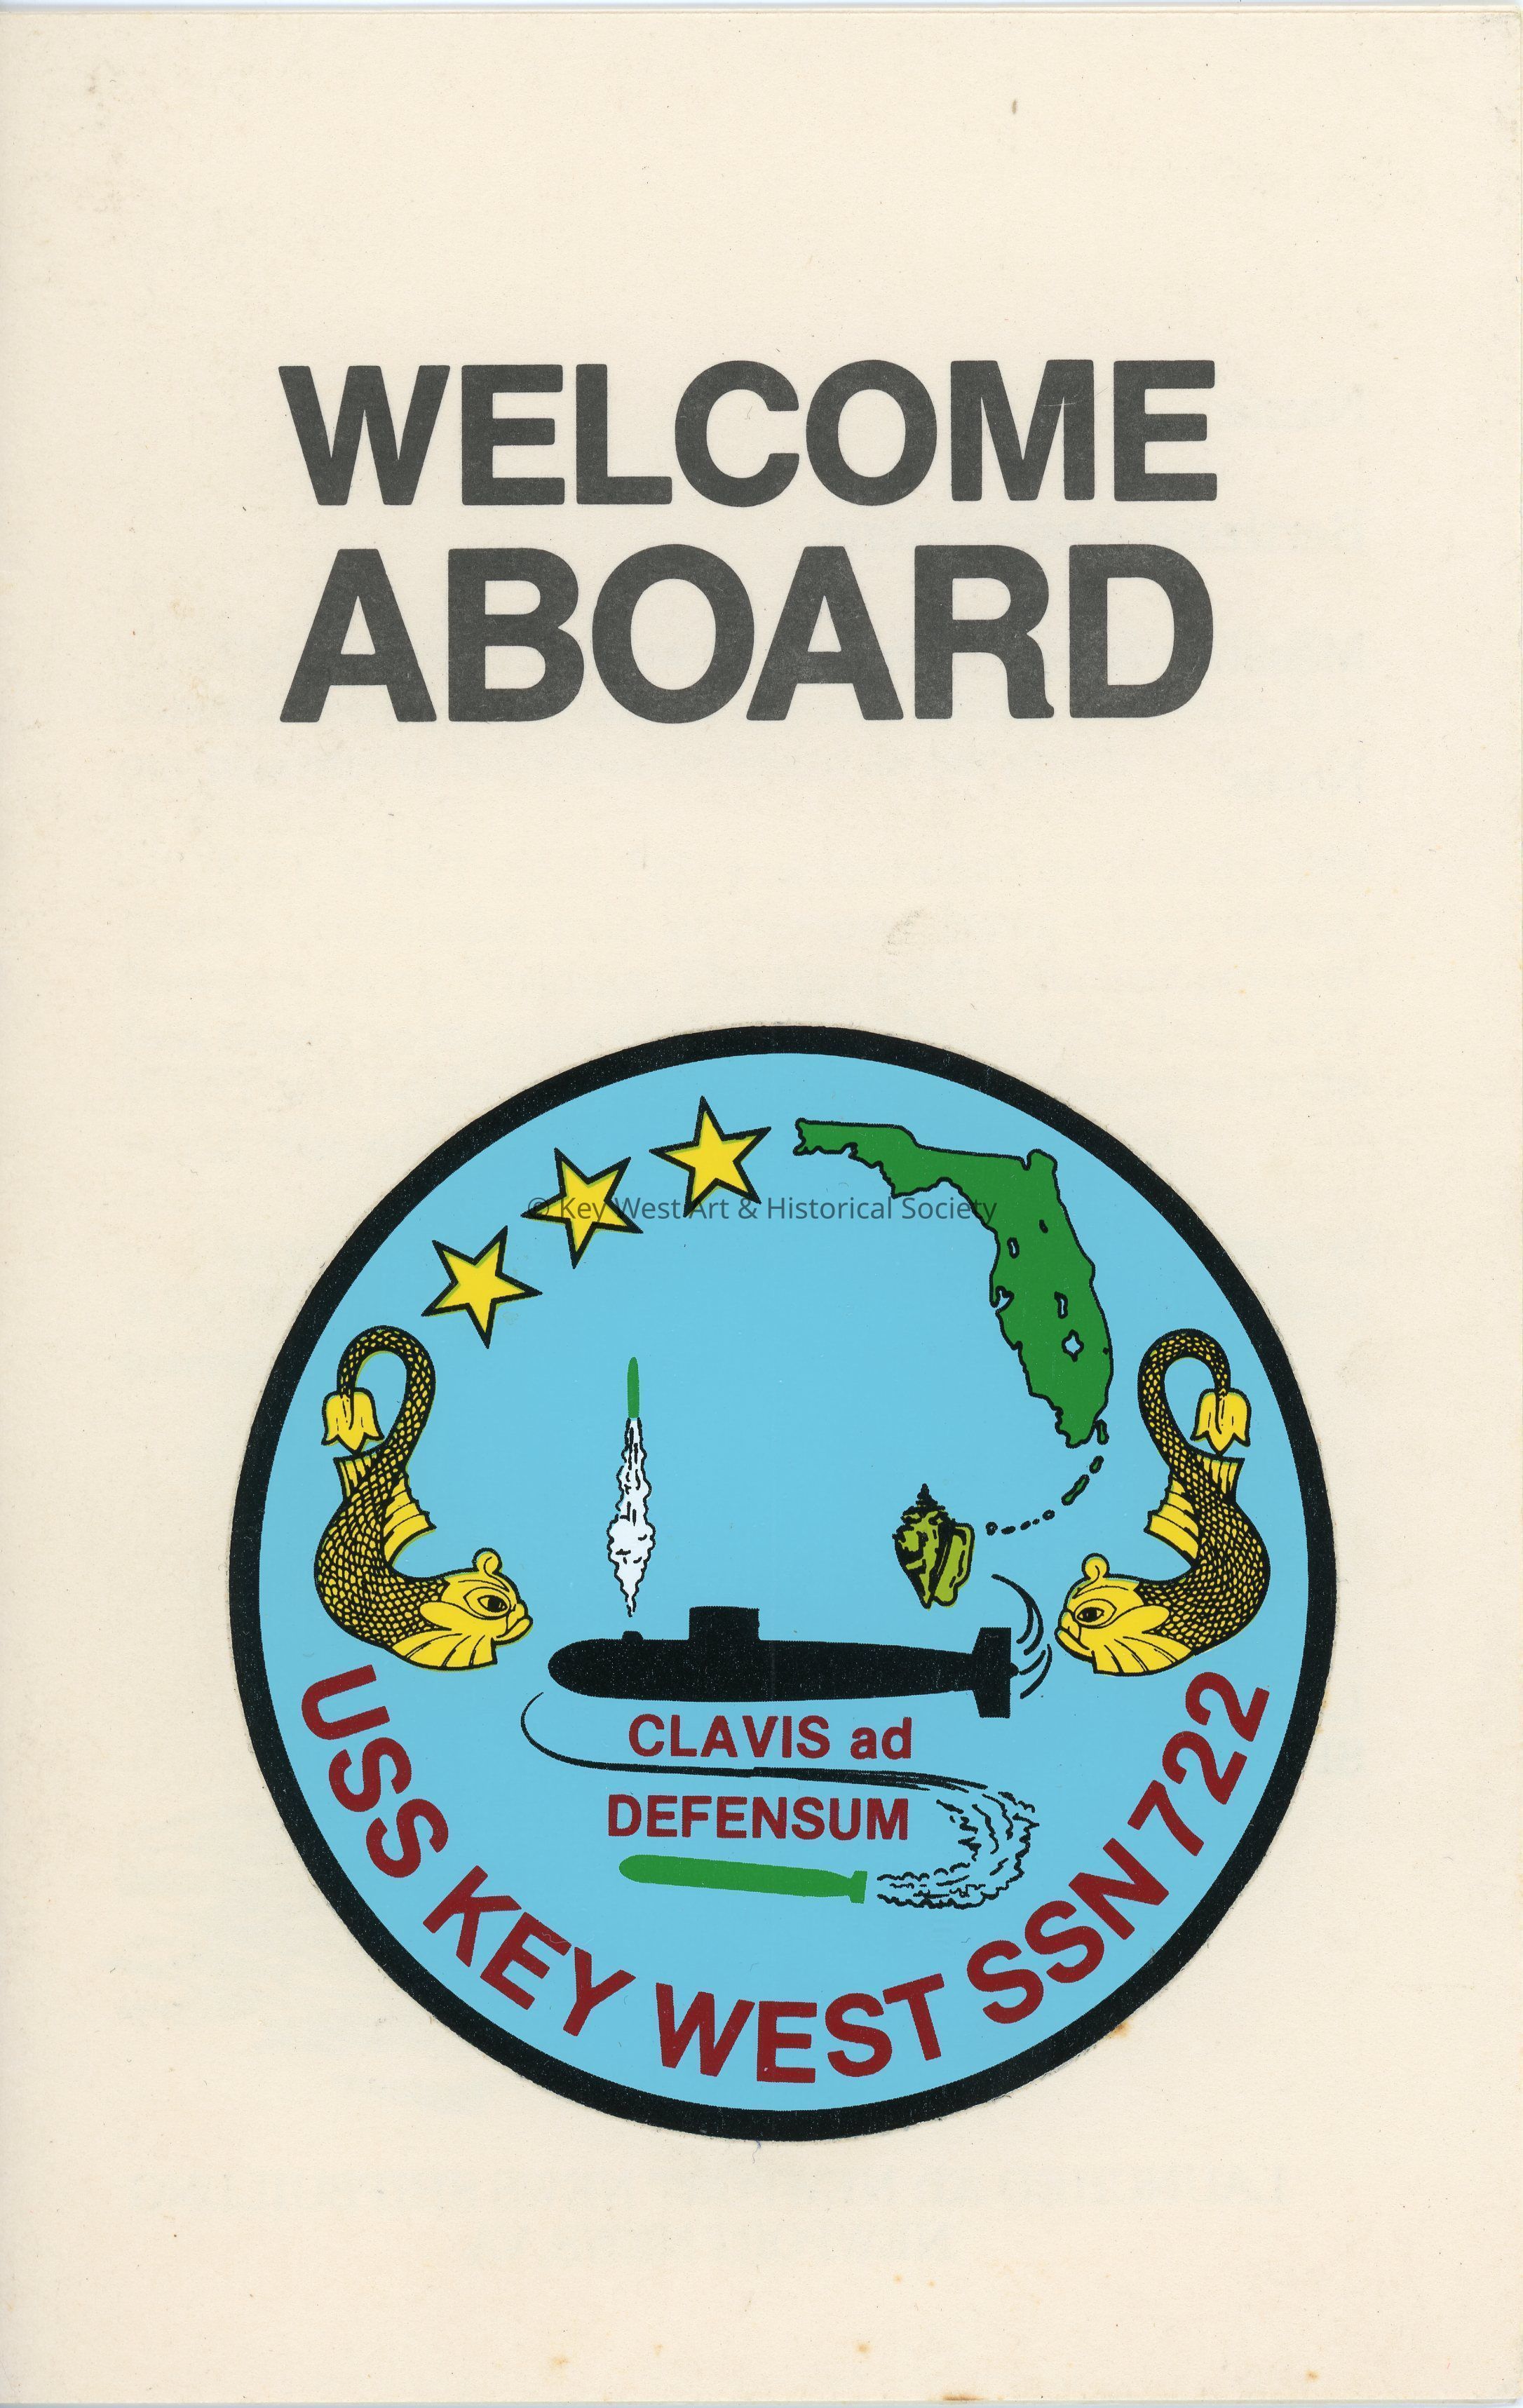 WELCOME
ABOARD
© Key West Art & Historical Society
CLAVIS ad
DEFENSUM
USS KEY WEST SSN 722